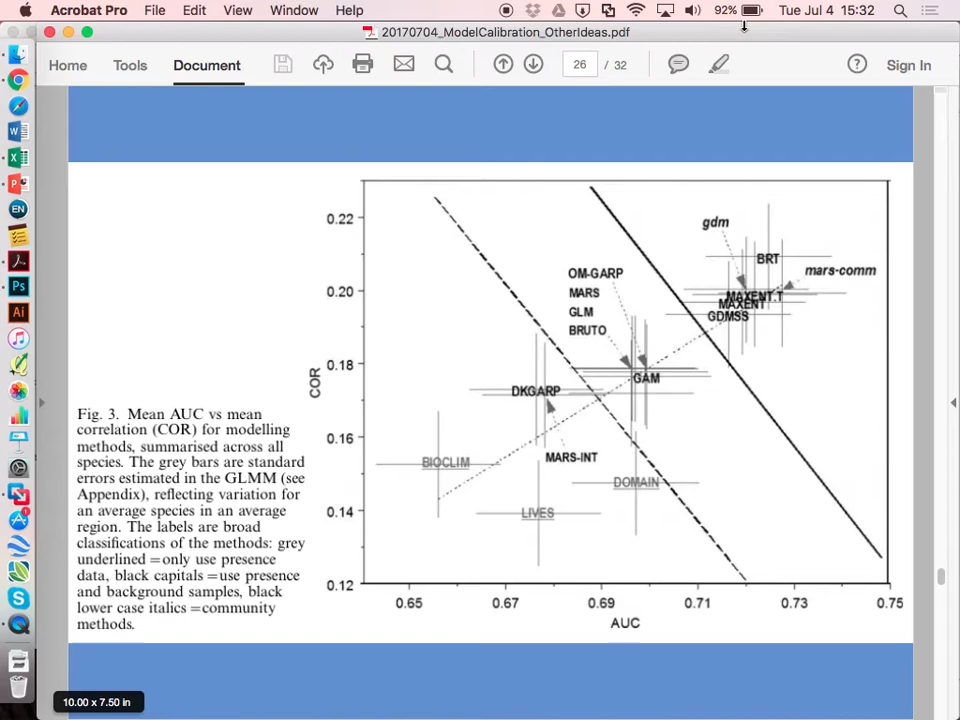 Acrobat Pro File Edit View Window Help 92% Tue Jul 4 15:32
20170704_ModelCalibration_OtherIdeas.pdf
Home Tools Document 26 / 32 Sign In
0.22
0.20
0.18
0.16
0.14
0.12
COR
gdm
BRT
mars-comm
OM-GARP
MARS
GLM
BRUTO
MAXENT.T
MAXENT
GDMSS
GAM
DKGARP
MARS-INT
BIOCLIM
DOMAIN
LIVES
0.65 0.67 0.69 0.71 0.73 0.75
AUC
Fig. 3. Mean AUC vs mean
correlation (COR) for modelling
methods, summarised across all
species. The grey bars are standard
errors estimated in the GLMM (see
Appendix), reflecting variation for
an average species in an average
region. The labels are broad
classifications of the methods: grey
underlined =only use presence
data, black capitals =use presence
and background samples, black
lower case italics =community
methods.
10.00 x 7.50 in
W
X
P
EN
Ps
Ai
S
1